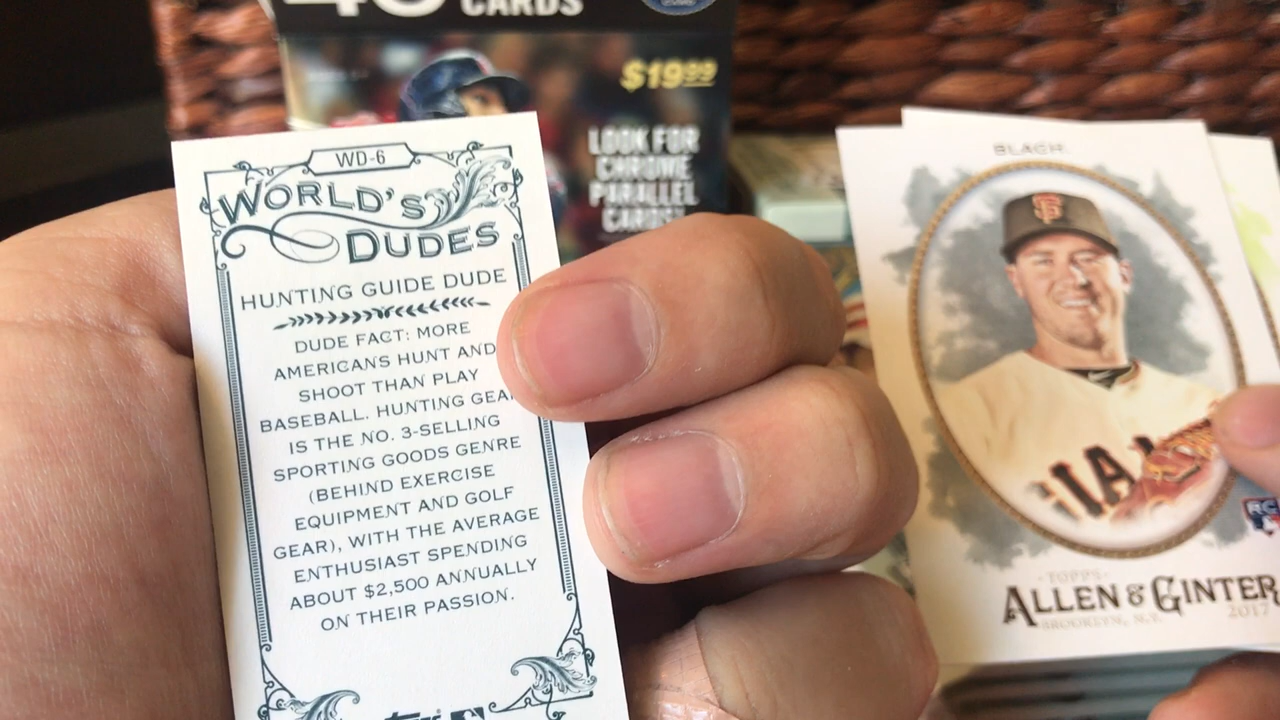 CARDS
$19.99
LOOK FOR
CHROME
PARALLEL
CARDS!
WD-6
WORLD'S
DUDES
HUNTING GUIDE DUDE
DUDE FACT: MORE
AMERICANS HUNT AND
SHOOT THAN PLAY
BASEBALL. HUNTING GEAR
IS THE NO. 3-SELLING
SPORTING GOODS GENRE
(BEHIND EXERCISE
EQUIPMENT AND GOLF
GEAR), WITH THE AVERAGE
ENTHUSIAST SPENDING
ABOUT $2,500 ANNUALLY
ON THEIR PASSION.
BLACH
SF
RC
TOPPS
ALLEN & GINTER
BROOKLYN, N.Y. 2017